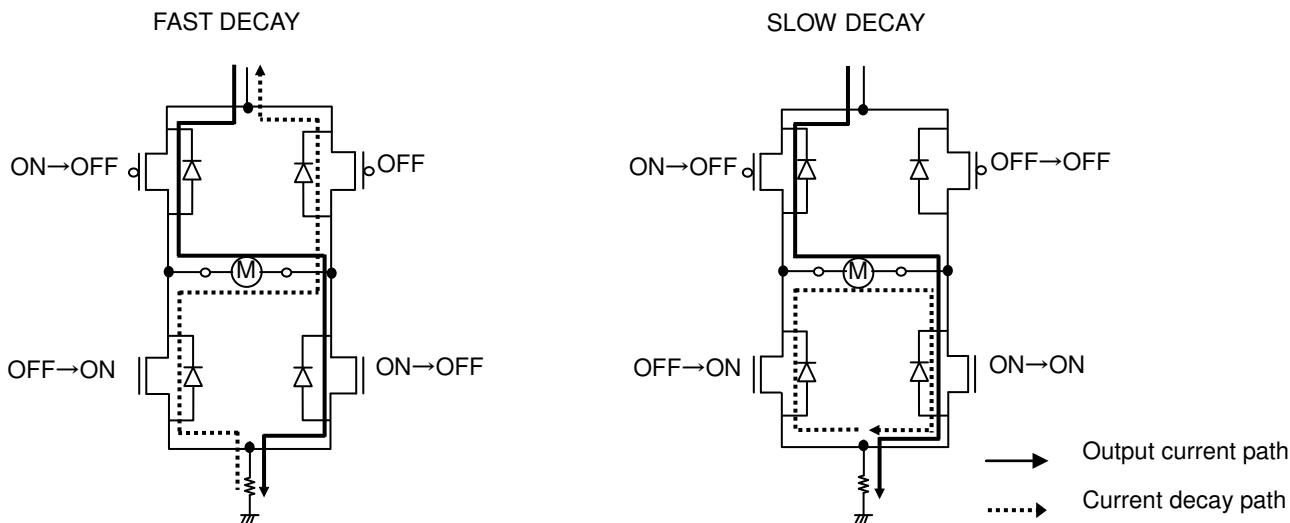 FAST DECAY
SLOW DECAY
ON→OFF
OFF
ON→OFF
OFF→OFF
M
M
OFF→ON
ON→OFF
OFF→ON
ON→ON
Output current path
Current decay path